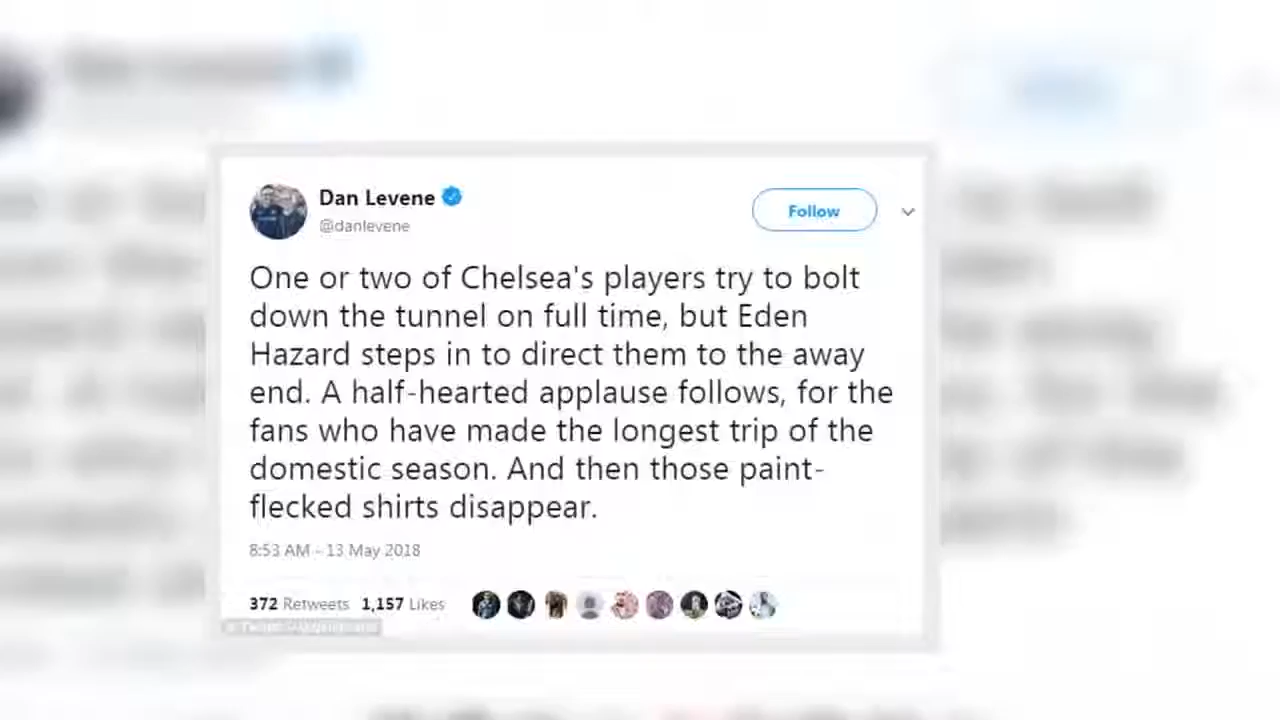 Dan Levene
@danlevene
Follow
One or two of Chelsea's players try to bolt
down the tunnel on full time, but Eden
Hazard steps in to direct them to the away
end. A half-hearted applause follows, for the
fans who have made the longest trip of the
domestic season. And then those paint-
flecked shirts disappear.
8:53 AM - 13 May 2018
372 Retweets 1,157 Likes